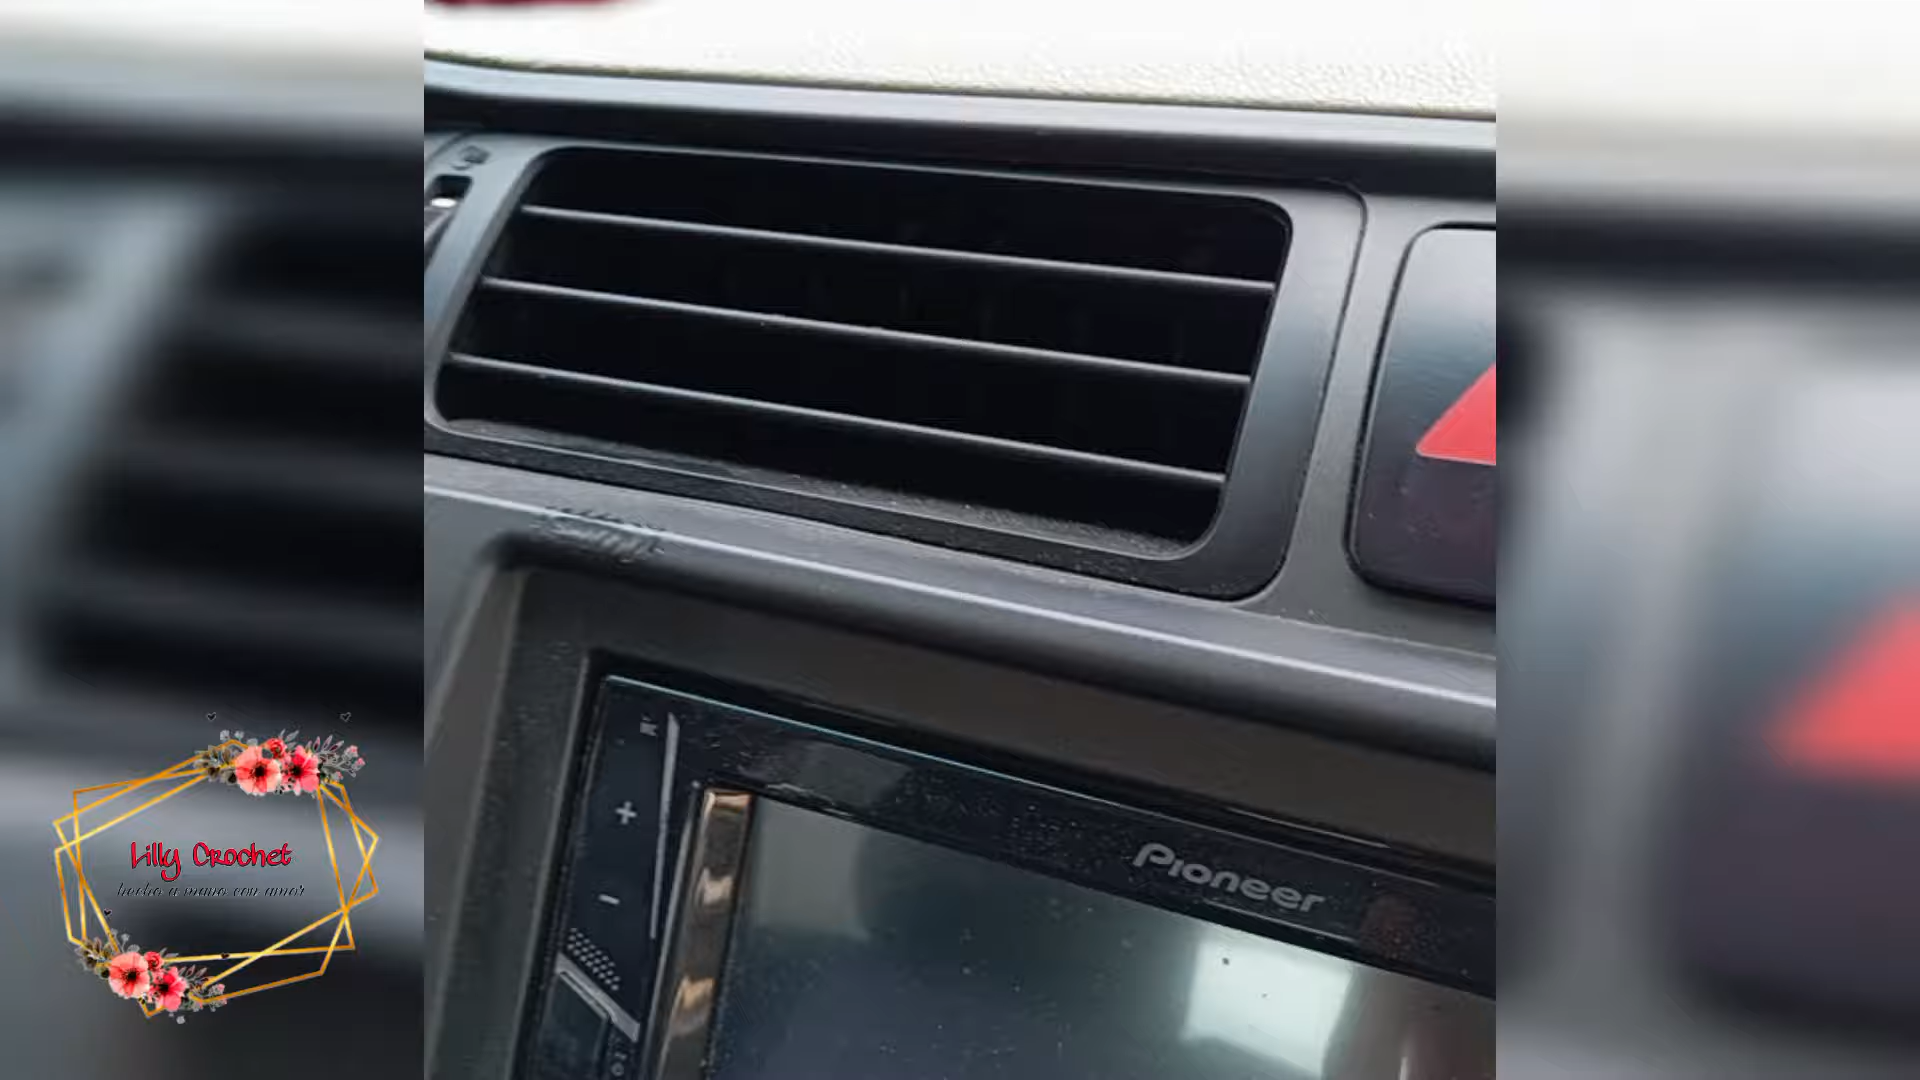 Pioneer
+
-
Lilly Crochet
hecho a mano con amor